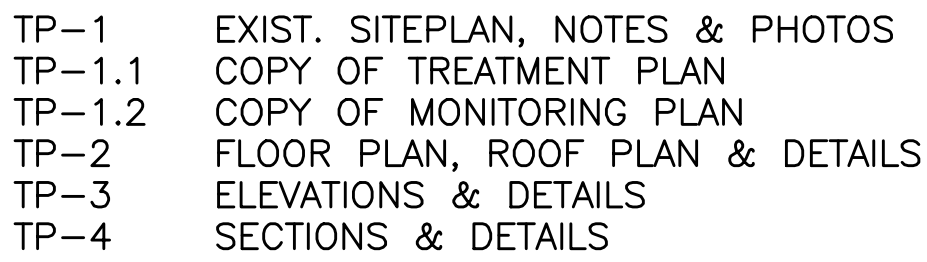 TP-1 EXIST. SITEPLAN, NOTES & PHOTOS
TP-1.1 COPY OF TREATMENT PLAN
TP-1.2 COPY OF MONITORING PLAN
TP-2 FLOOR PLAN, ROOF PLAN & DETAILS
TP-3 ELEVATIONS & DETAILS
TP-4 SECTIONS & DETAILS